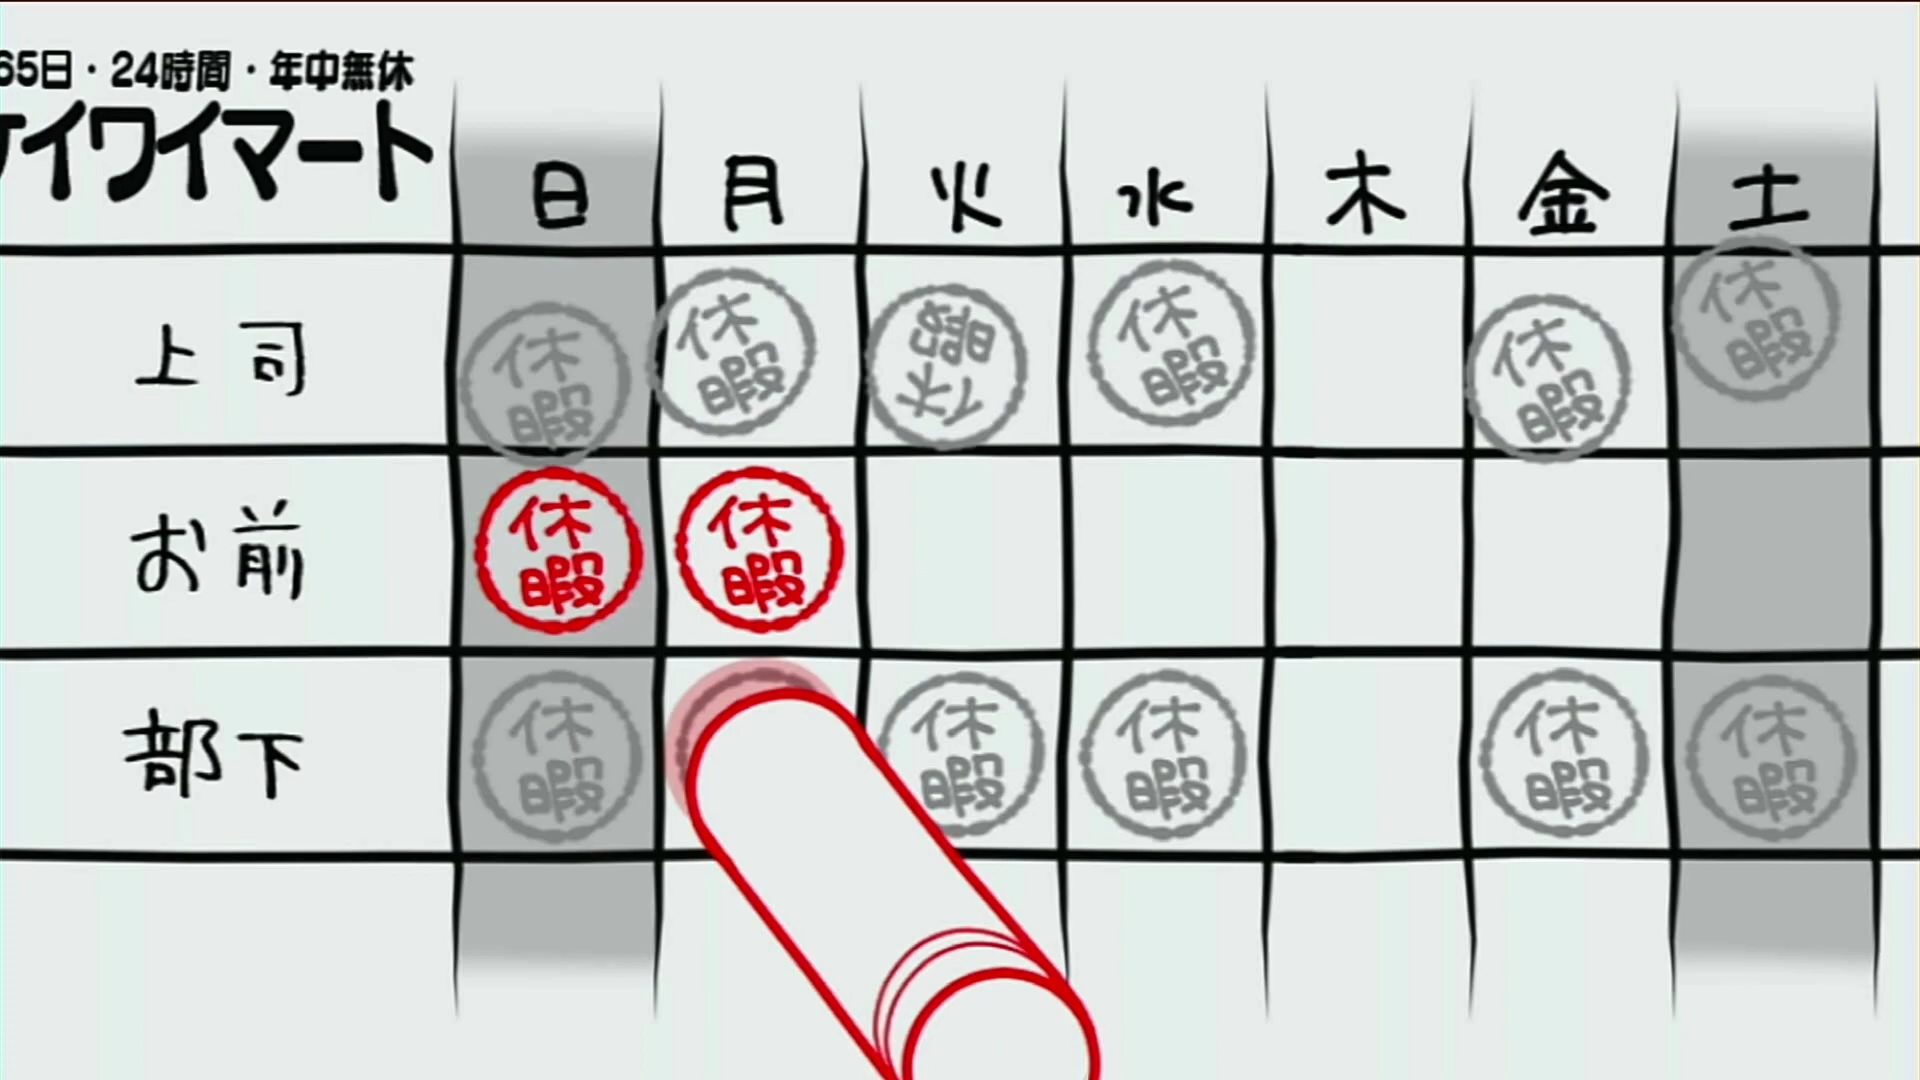 65日・24時間・年中無休
ケイワイマート
日 月 火 水 木 金 土
上司 休暇 休暇 休暇 休暇 休暇 休暇
お前 休暇 休暇
部下 休暇 休暇 休暇 休暇 休暇